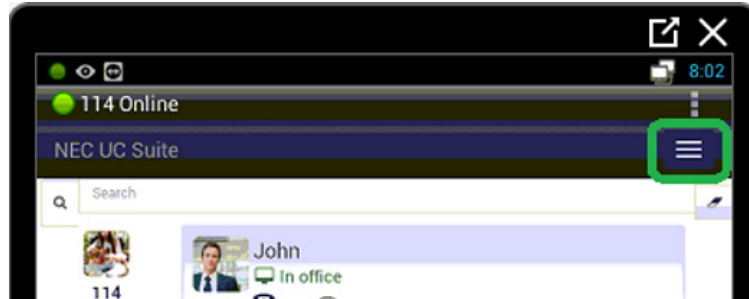 8:02
114 Online
NEC UC Suite
Search
John
In office
114